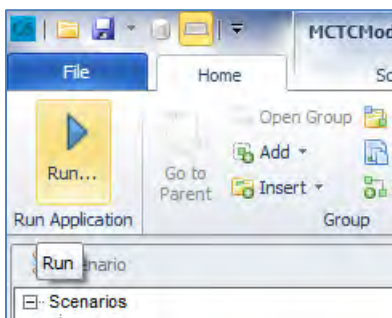 MCTCMod
File Home Sc
Run...
Go to Parent
Open Group
Add
Insert
Run Application
Group
Run
enario
Scenarios